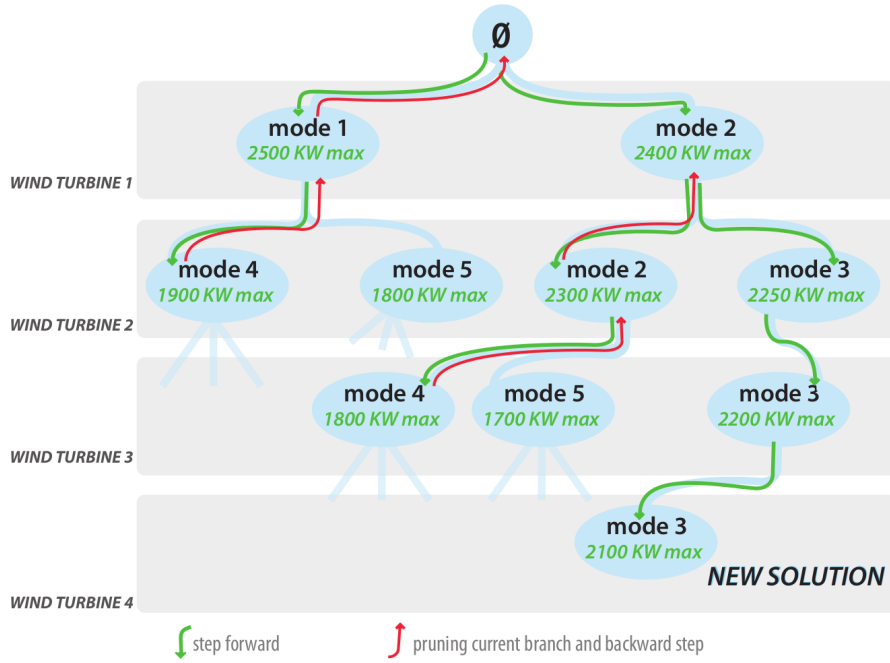 Ø
mode 1
2500 KW max
mode 2
2400 KW max
WIND TURBINE 1
mode 4
1900 KW max
mode 5
1800 KW max
mode 2
2300 KW max
mode 3
2250 KW max
WIND TURBINE 2
mode 4
1800 KW max
mode 5
1700 KW max
mode 3
2200 KW max
WIND TURBINE 3
mode 3
2100 KW max
NEW SOLUTION
WIND TURBINE 4
step forward
pruning current branch and backward step